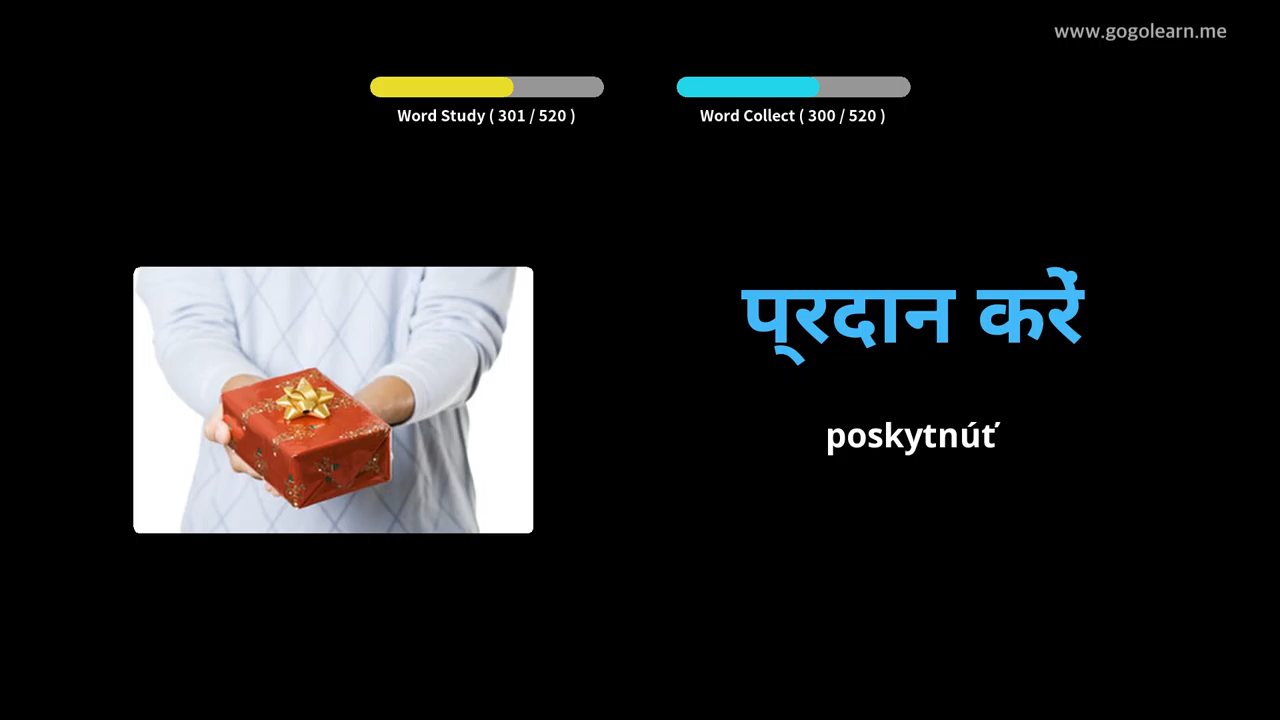 www.gogolearn.me
Word Study ( 301 / 520 )
Word Collect ( 300 / 520 )
प्रदान करें
poskytnúť